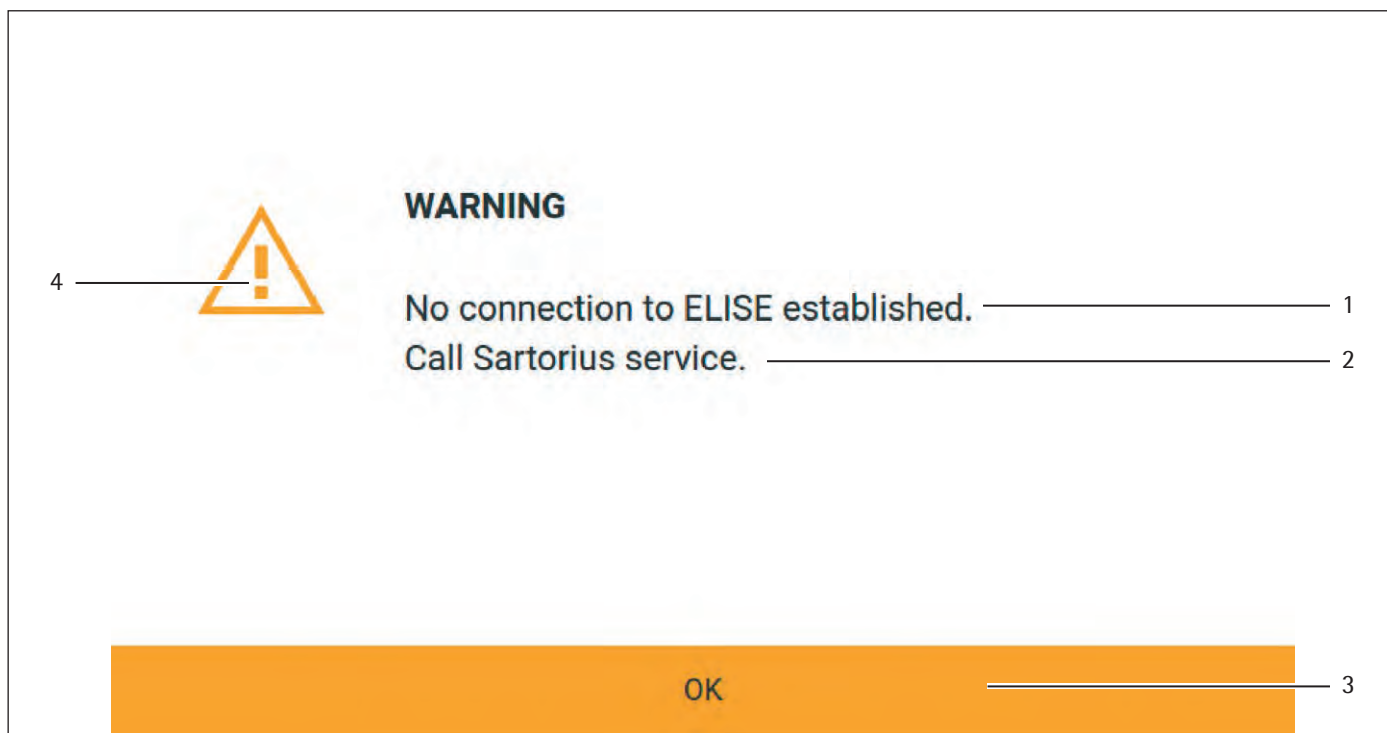 WARNING
4
No connection to ELISE established.
1
Call Sartorius service.
2
OK
3